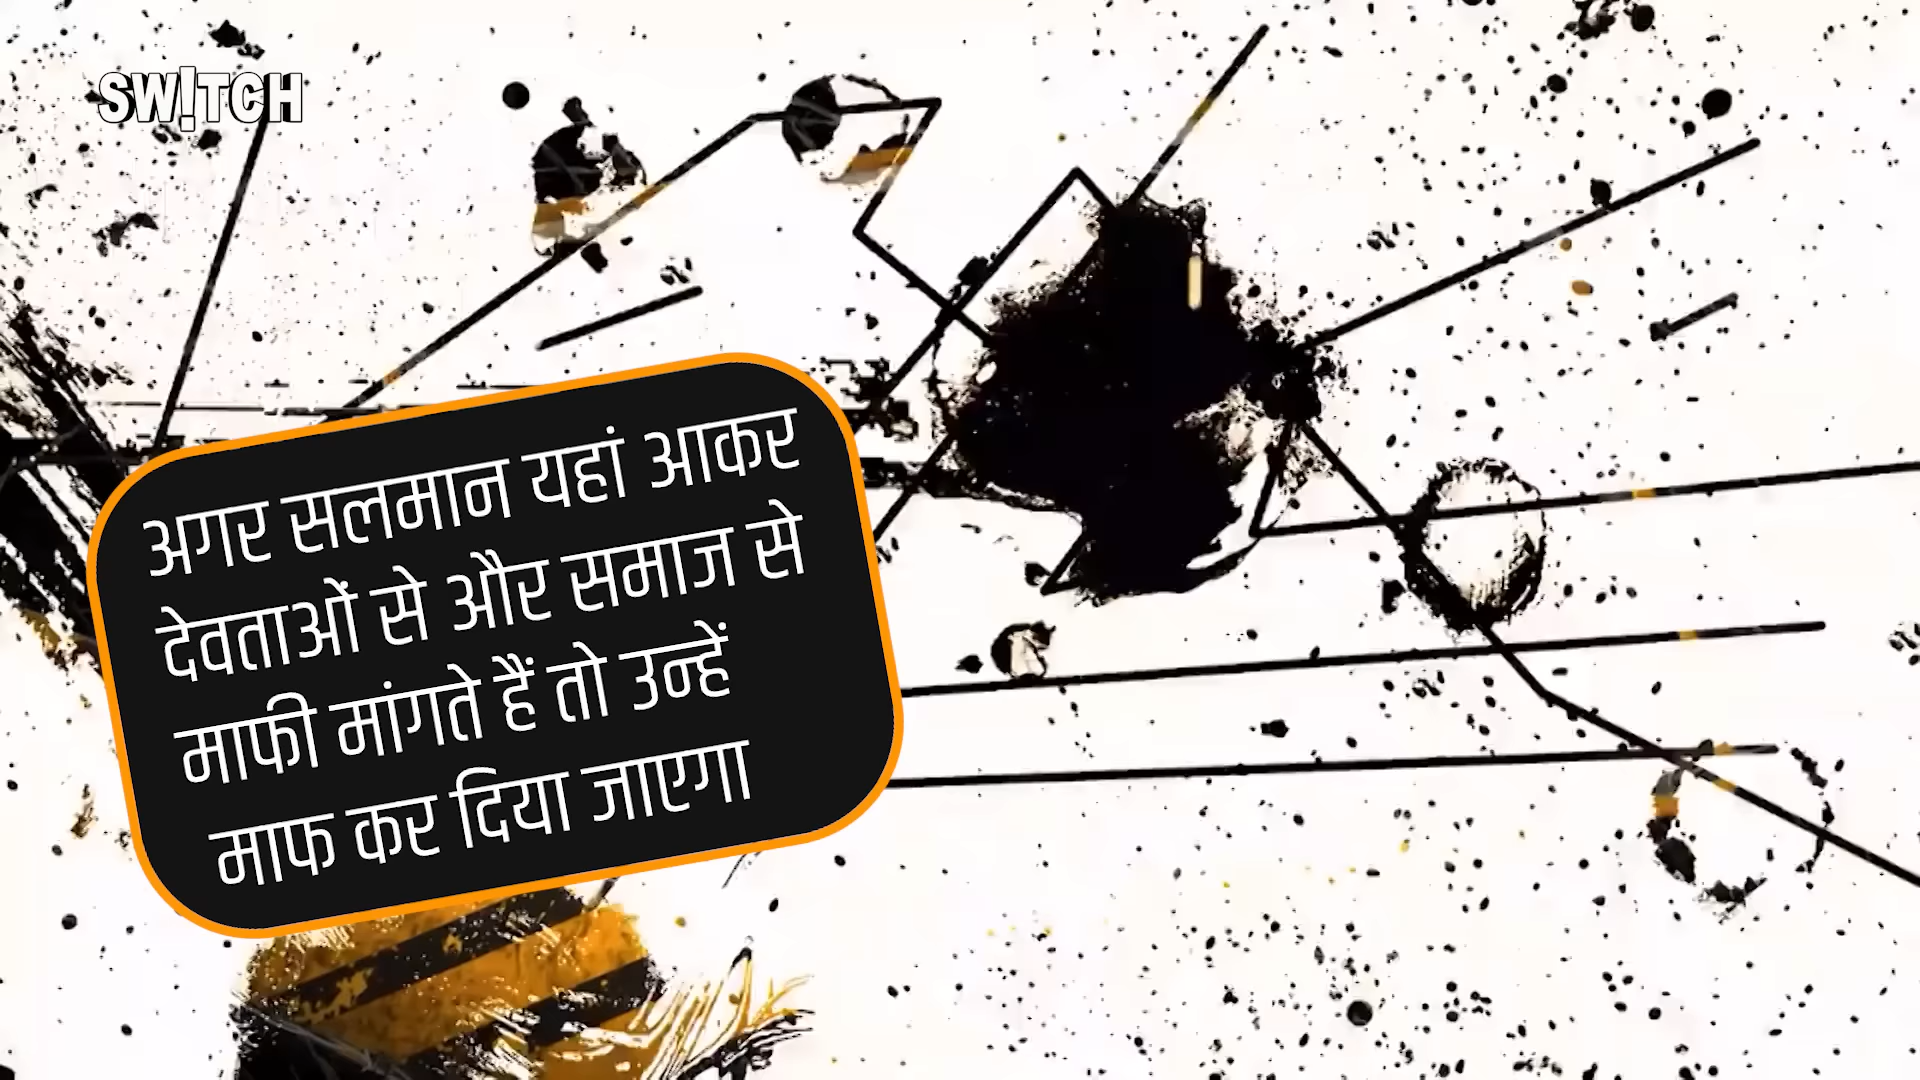 SW!TCH
अगर सलमान यहां आकर
देवताओं से और समाज से
माफी मांगते हैं तो उन्हें
माफ कर दिया जाएगा